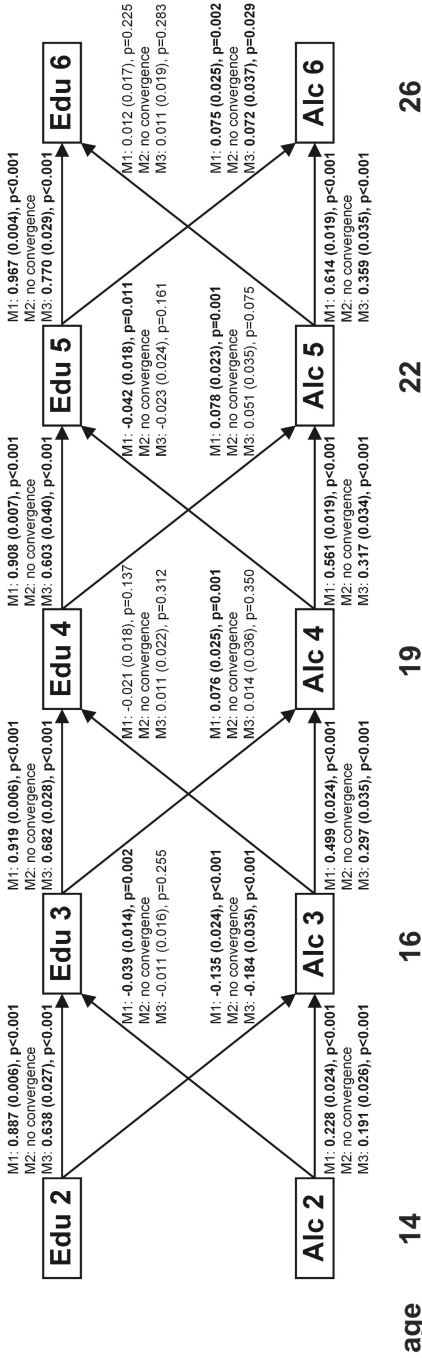 M1: 0.887 (0.006), p<0.001
M2: no convergence
M3: 0.638 (0.027), p<0.001
M1: 0.919 (0.006), p<0.001
M2: no convergence
M3: 0.682 (0.028), p<0.001
M1: 0.908 (0.007), p<0.001
M2: no convergence
M3: 0.603 (0.040), p<0.001
M1: 0.967 (0.004), p<0.001
M2: no convergence
M3: 0.770 (0.029), p<0.001
Edu 2
Edu 3
Edu 4
Edu 5
Edu 6
M1: -0.039 (0.014), p=0.002
M2: no convergence
M3: -0.011 (0.016), p=0.255
M1: -0.021 (0.018), p=0.137
M2: no convergence
M3: 0.011 (0.022), p=0.312
M1: -0.042 (0.018), p=0.011
M2: no convergence
M3: -0.023 (0.024), p=0.161
M1: 0.012 (0.017), p=0.225
M2: no convergence
M3: 0.011 (0.019), p=0.283
M1: -0.135 (0.024), p<0.001
M2: no convergence
M3: -0.184 (0.035), p<0.001
M1: 0.076 (0.025), p=0.001
M2: no convergence
M3: 0.014 (0.036), p=0.350
M1: 0.078 (0.023), p=0.001
M2: no convergence
M3: 0.051 (0.035), p=0.075
M1: 0.075 (0.025), p=0.002
M2: no convergence
M3: 0.072 (0.037), p=0.029
Alc 2
Alc 3
Alc 4
Alc 5
Alc 6
M1: 0.228 (0.024), p<0.001
M2: no convergence
M3: 0.191 (0.026), p<0.001
M1: 0.499 (0.024), p<0.001
M2: no convergence
M3: 0.297 (0.035), p<0.001
M1: 0.561 (0.019), p<0.001
M2: no convergence
M3: 0.317 (0.034), p<0.001
M1: 0.614 (0.019), p<0.001
M2: no convergence
M3: 0.359 (0.035), p<0.001
age 14 16 19 22 26